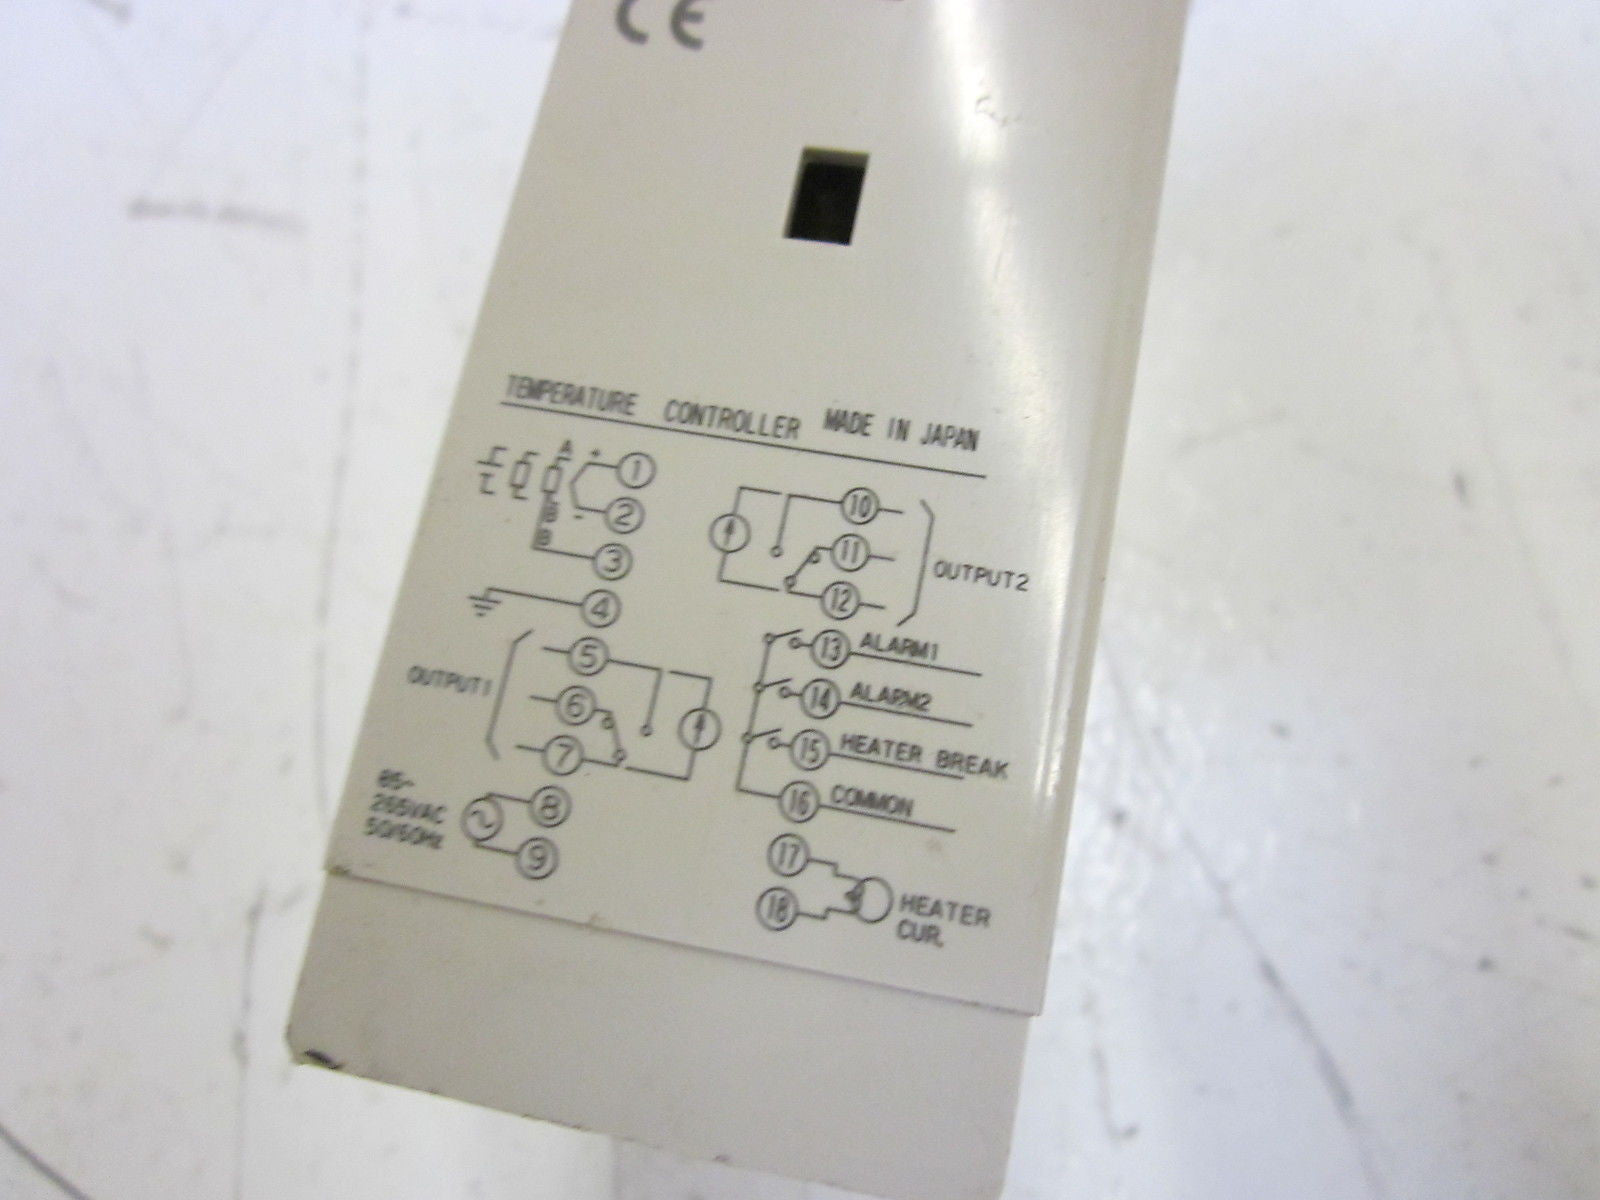 CE
TEMPERATURE CONTROLLER MADE IN JAPAN
A + 1
B - 2
B 3
4
OUTPUT1
5
6
7
85-
265VAC
50/60Hz
8
9
10
11
12
OUTPUT2
13 ALARM1
14 ALARM2
15 HEATER BREAK
16 COMMON
17
18
HEATER
CUR.